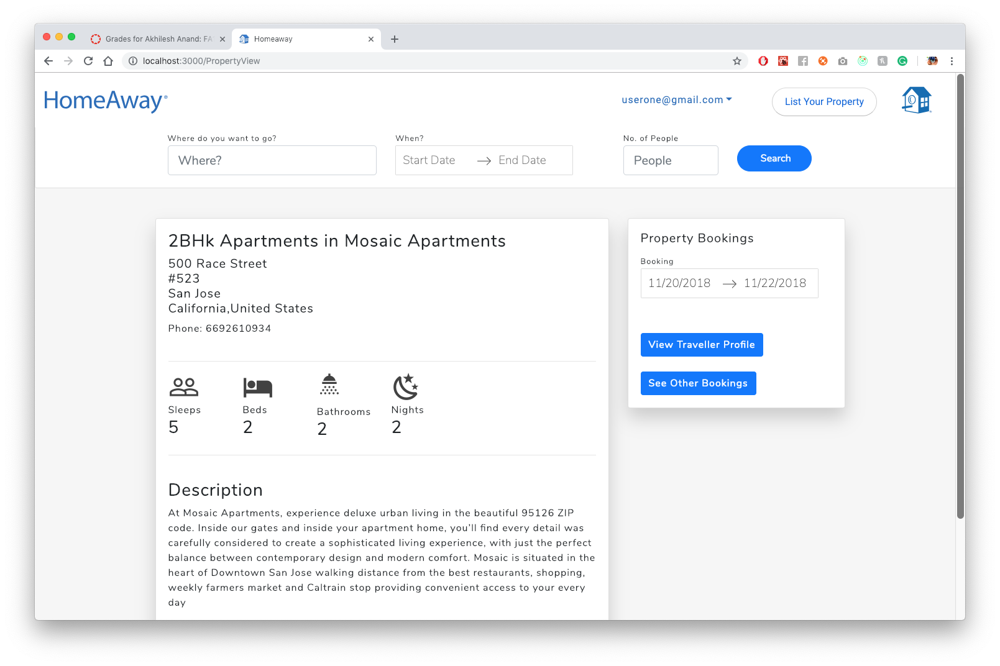 Grades for Akhilesh Anand: FA
Homeaway
localhost:3000/PropertyView
HomeAway®
userone@gmail.com
List Your Property
Where do you want to go?
When?
No. of People
Where?
Start Date
End Date
People
Search
2BHk Apartments in Mosaic Apartments
500 Race Street
#523
San Jose
California,United States
Phone: 6692610934
Sleeps
5
Beds
2
Bathrooms
2
Nights
2
Description
At Mosaic Apartments, experience deluxe urban living in the beautiful 95126 ZIP
code. Inside our gates and inside your apartment home, you'll find every detail was
carefully considered to create a sophisticated living experience, with just the perfect
balance between contemporary design and modern comfort. Mosaic is situated in the
heart of Downtown San Jose walking distance from the best restaurants, shopping,
weekly farmers market and Caltrain stop providing convenient access to your every
day
Property Bookings
Booking
11/20/2018
11/22/2018
View Traveller Profile
See Other Bookings